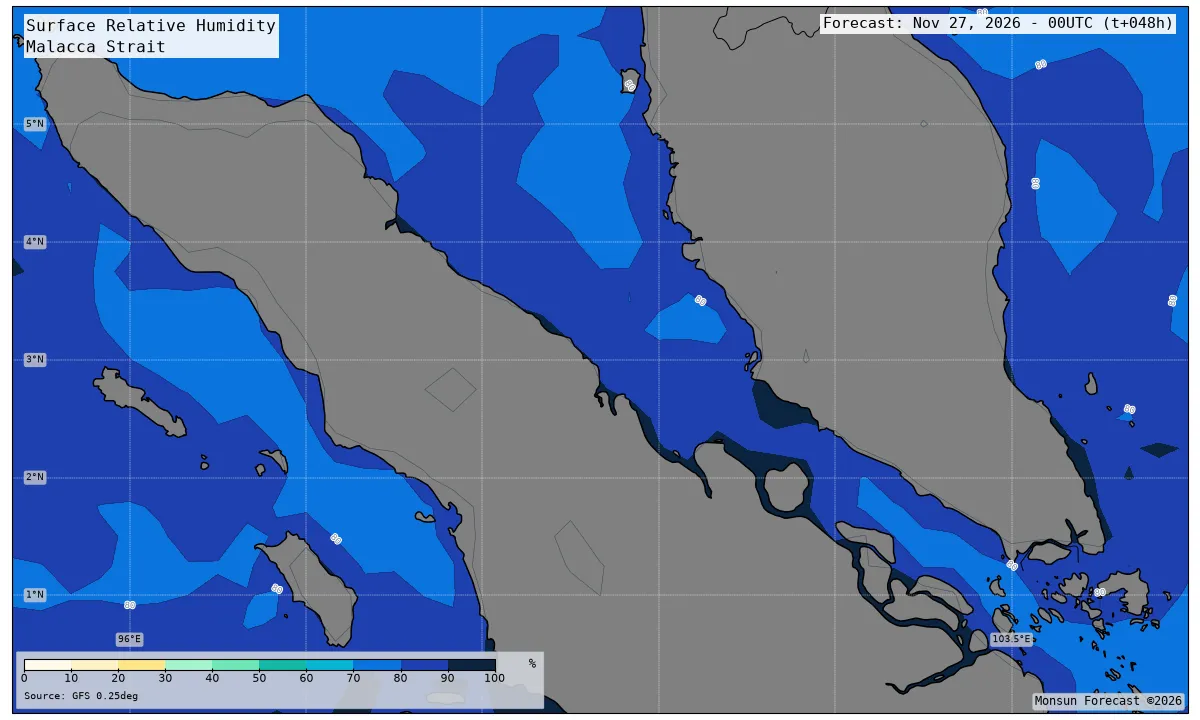 Surface Relative Humidity
Malacca Strait
Forecast: Nov 27, 2026 - 00UTC (t+048h)
80
80
80
5°N
80
4°N
80
80
3°N
80
2°N
80
80
80
80
1°N
80
96°E
103.5°E
%
0 10 20 30 40 50 60 70 80 90 100
Source: GFS 0.25deg
Monsun Forecast ©2026